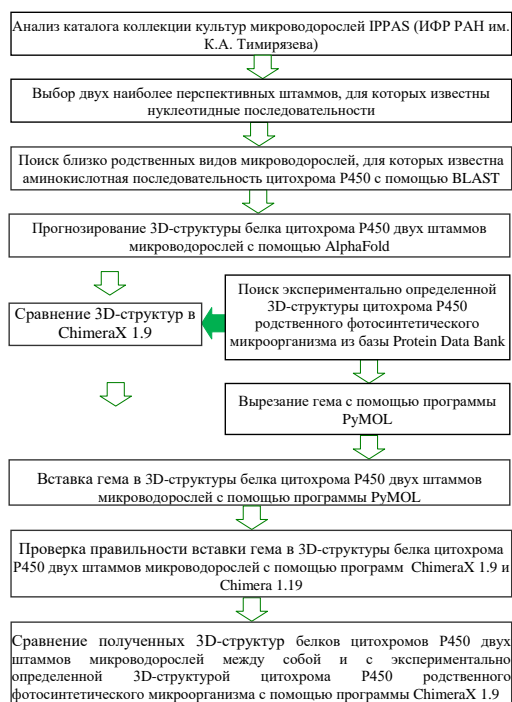 Анализ каталога коллекции культур микроводорослей IPPAS (ИФР РАН им.
К.А. Тимирязева)
Выбор двух наиболее перспективных штаммов, для которых известны
нуклеотидные последовательности
Поиск близко родственных видов микроводорослей, для которых известна
аминокислотная последовательность цитохрома P450 с помощью BLAST
Прогнозирование 3D-структуры белка цитохрома P450 двух штаммов
микроводорослей с помощью AlphaFold
Сравнение 3D-структур в
ChimeraX 1.9
Поиск экспериментально определенной
3D-структуры цитохрома P450
родственного фотосинтетического
микроорганизма из базы Protein Data Bank
Вырезание гема с помощью программы
PyMOL
Вставка гема в 3D-структуры белка цитохрома P450 двух штаммов
микроводорослей с помощью программы PyMOL
Проверка правильности вставки гема в 3D-структуры белка цитохрома
P450 двух штаммов микроводорослей с помощью программ ChimeraX 1.9 и
Chimera 1.19
Сравнение полученных 3D-структур белков цитохромов P450 двух
штаммов микроводорослей между собой и с экспериментально
определенной 3D-структурой цитохрома P450 родственного
фотосинтетического микроорганизма с помощью программы ChimeraX 1.9